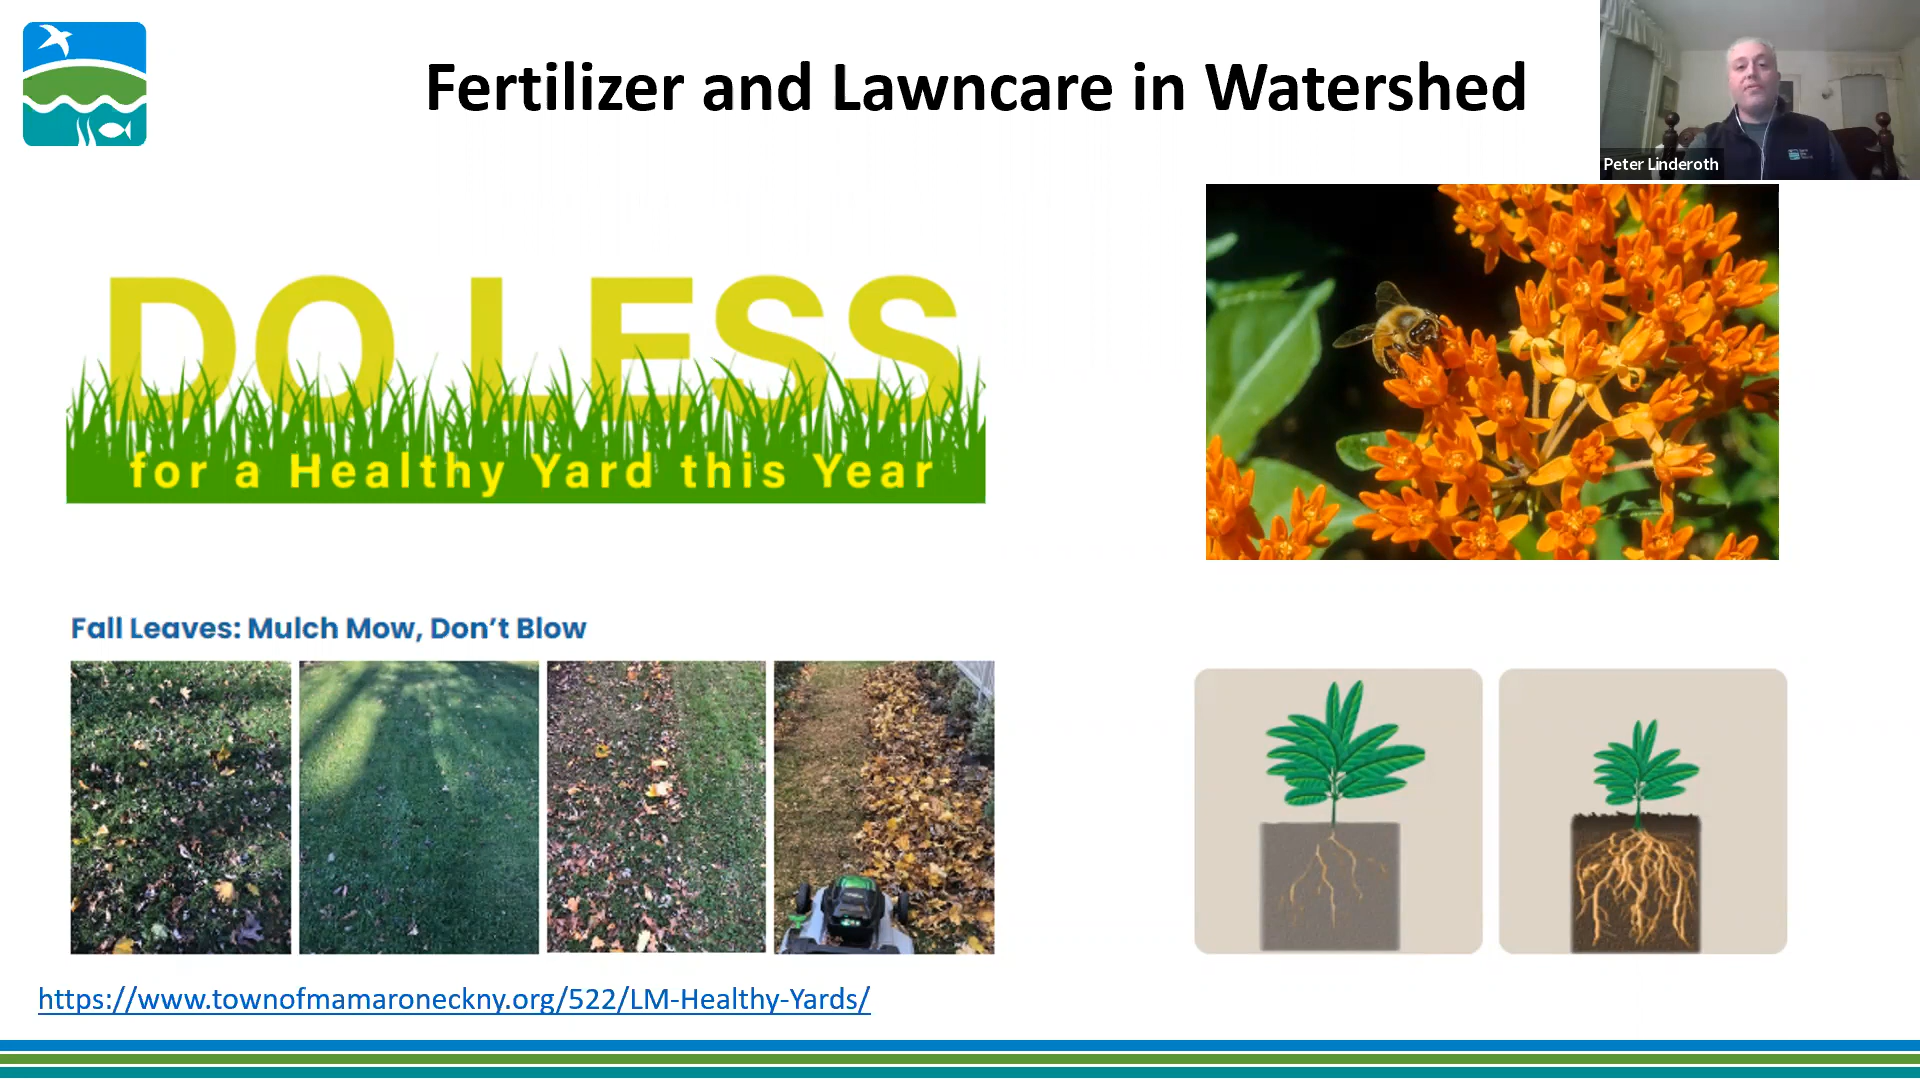 Fertilizer and Lawncare in Watershed
Peter Linderoth
DO LESS
for a Healthy Yard this Year
Fall Leaves: Mulch Mow, Don't Blow
https://www.townofmamaroneckny.org/522/LM-Healthy-Yards/